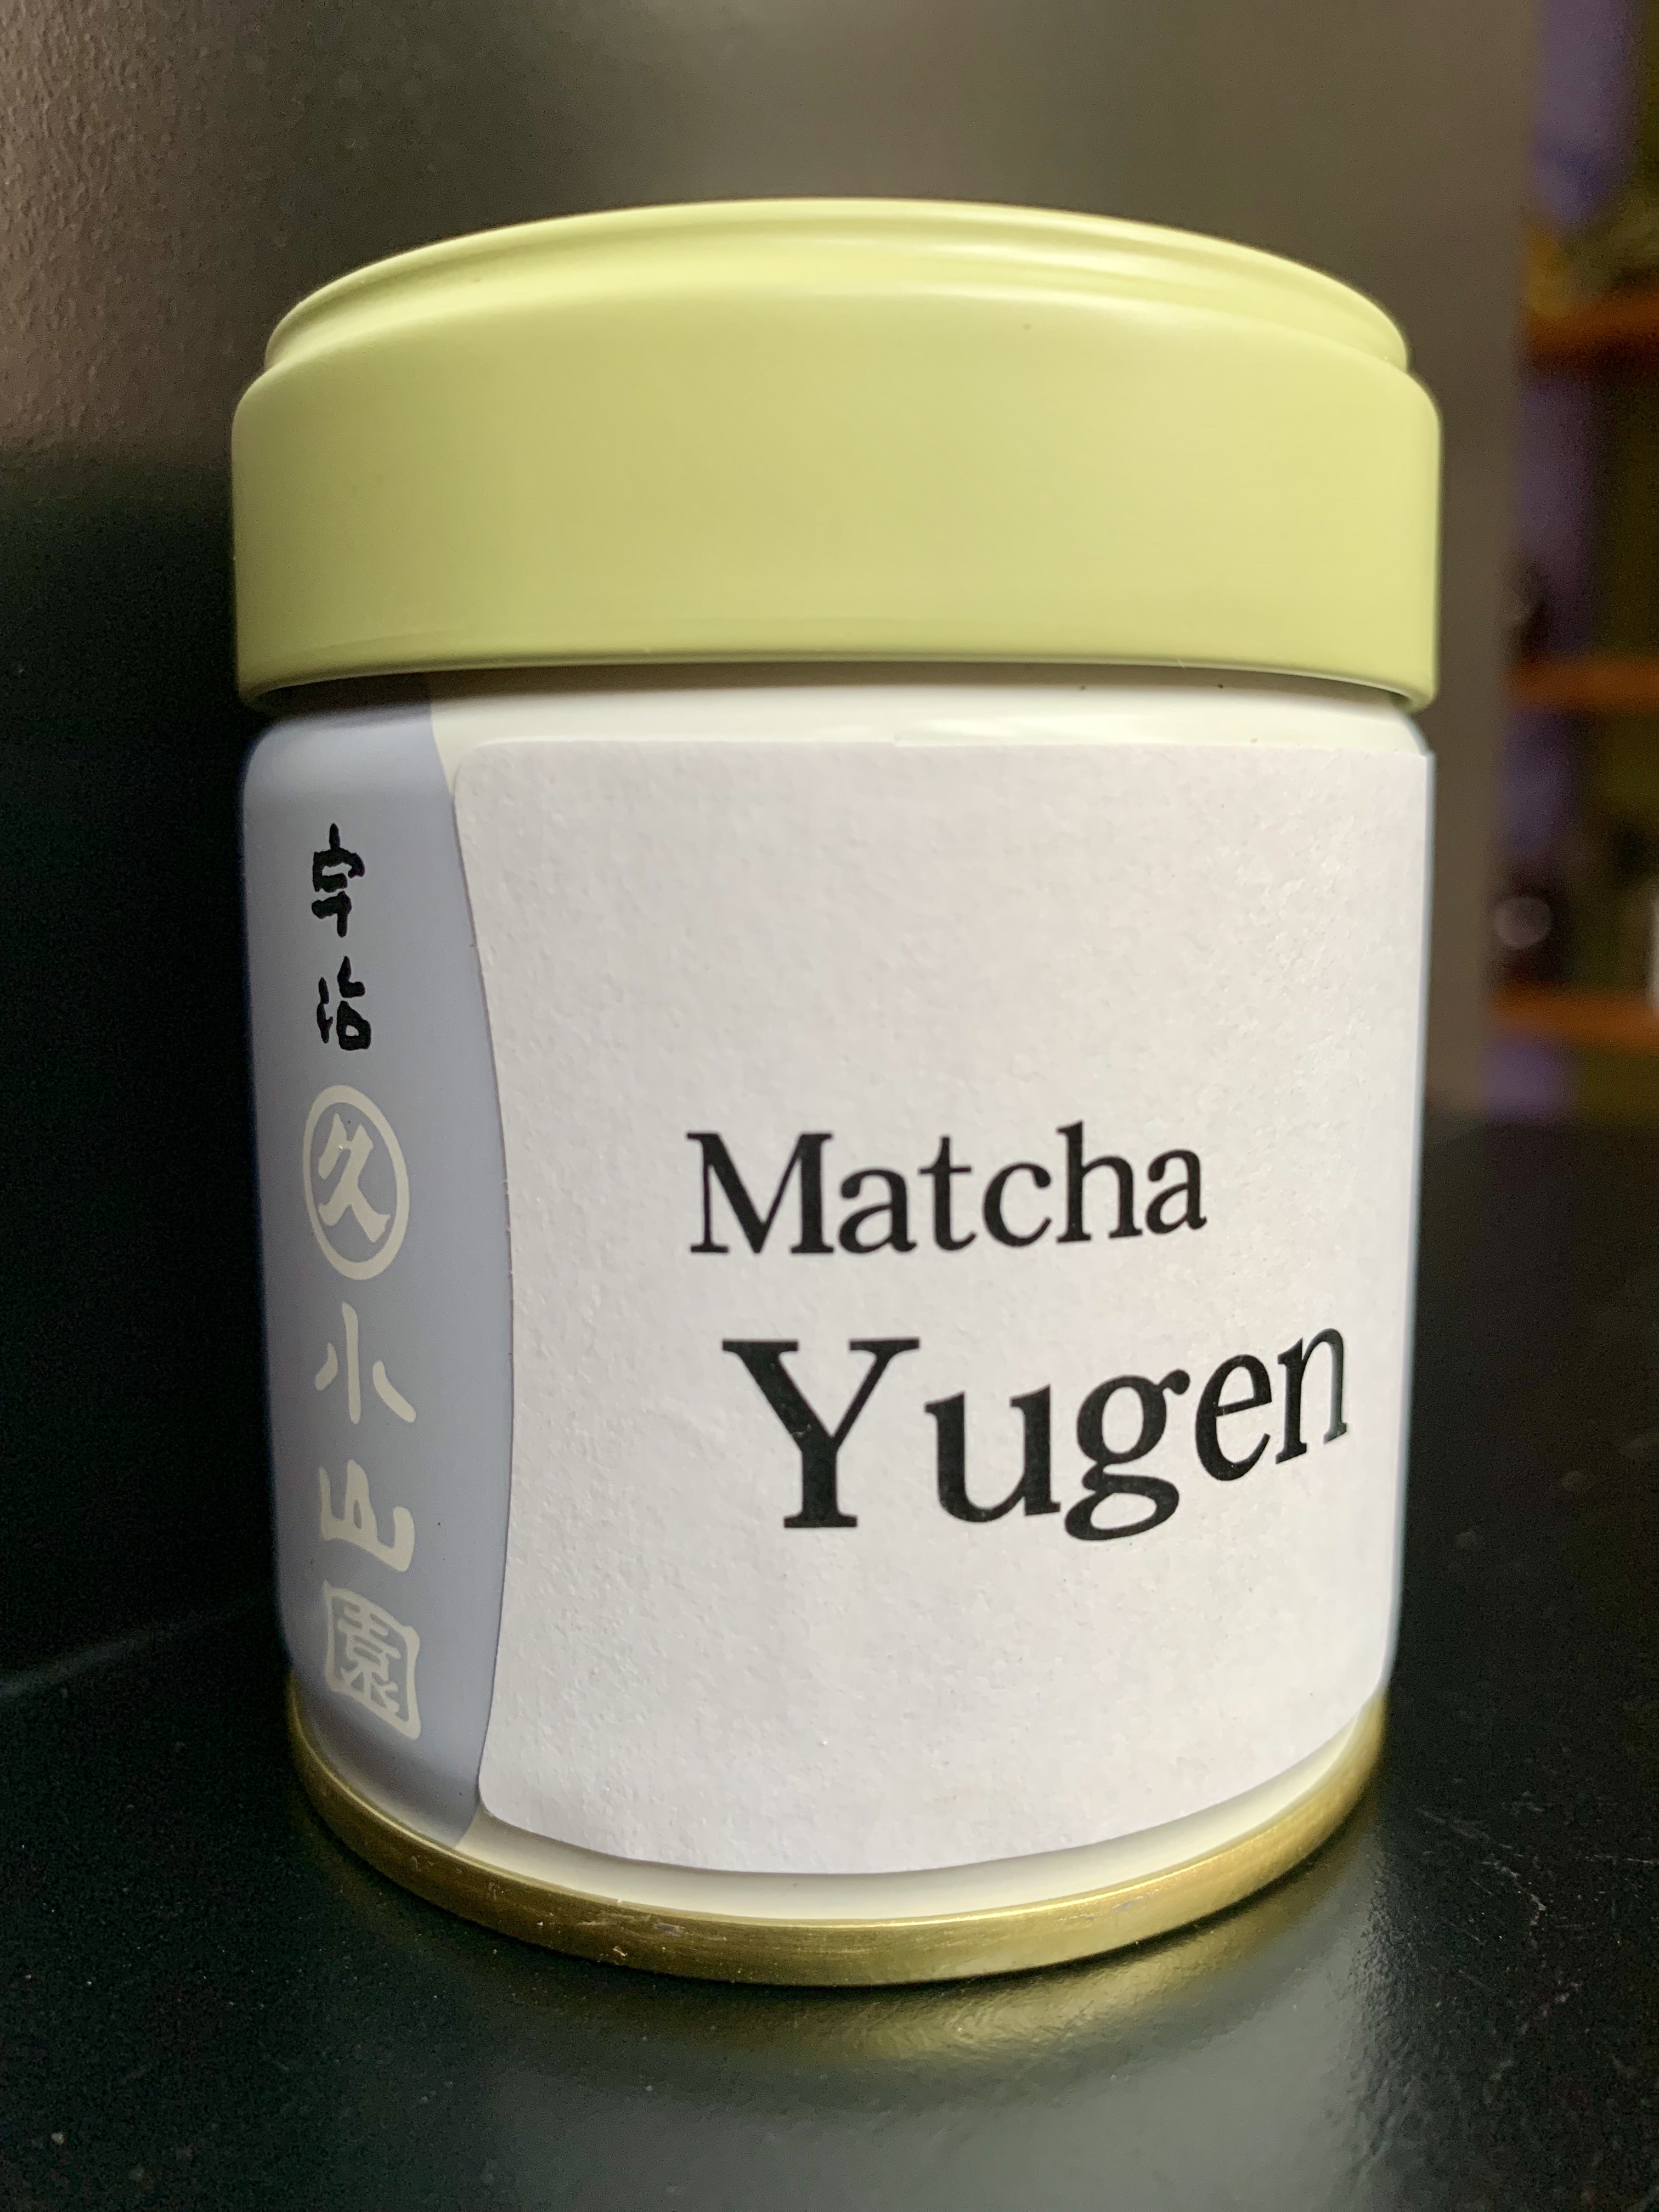 宇治
久
小山園
Matcha
Yugen